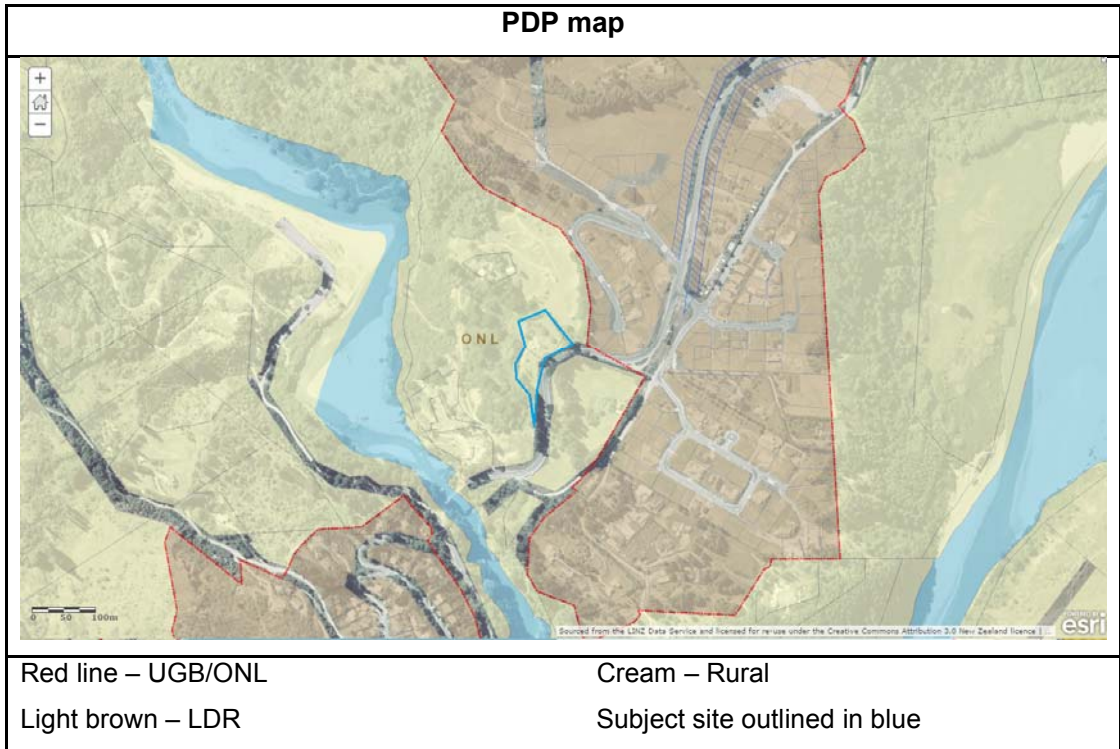 PDP map
+
−
ONL
0 50 100m
Sourced from the LINZ Data Service and licensed for re-use under the Creative Commons Attribution 3.0 New Zealand licence | ...
esri
Red line – UGB/ONL
Cream – Rural
Light brown – LDR
Subject site outlined in blue